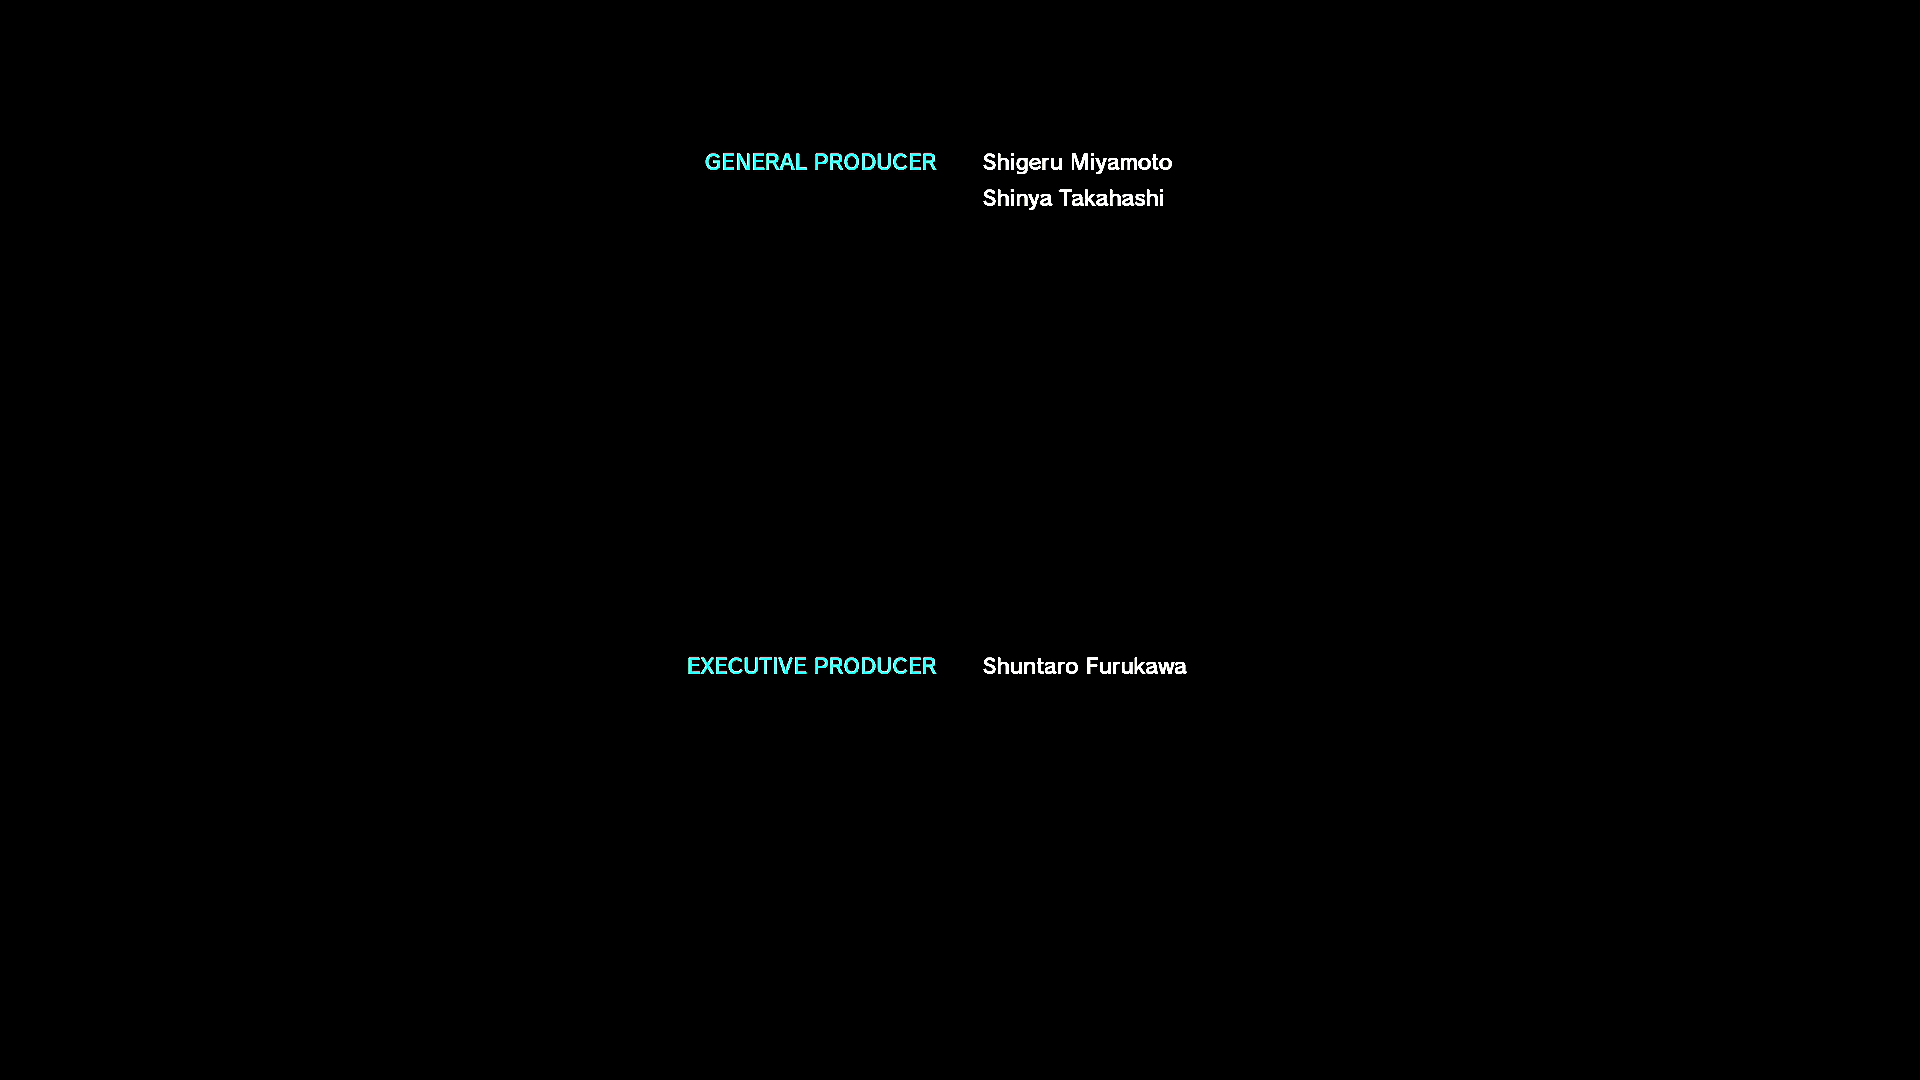 GENERAL PRODUCER Shigeru Miyamoto
Shinya Takahashi
EXECUTIVE PRODUCER Shuntaro Furukawa